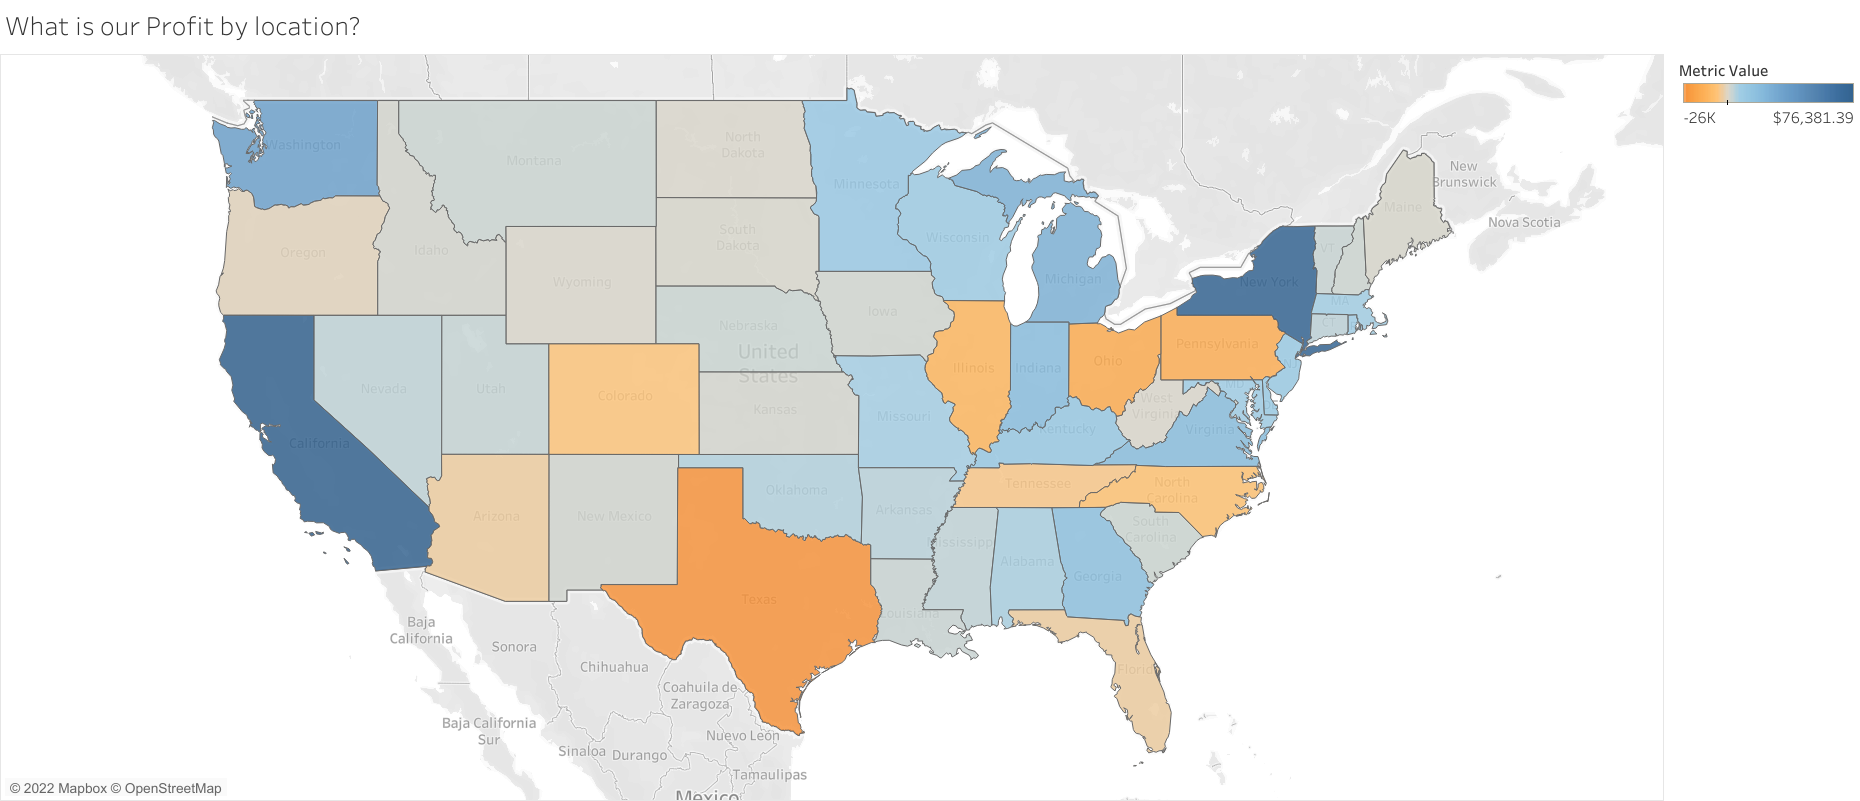 What is our Profit by location?
Metric Value
-26K
$76,381.39
Washington
Montana
North
Dakota
Minnesota
New
Brunswick
Nova Scotia
Maine
VT
Oregon
Idaho
South
Dakota
Wisconsin
Michigan
New York
Wyoming
Iowa
MA
CT
Nebraska
United
States
Illinois
Indiana
Ohio
Pennsylvania
NJ
MD
Nevada
Utah
Colorado
Kansas
Missouri
West
Virginia
Kentucky
Virginia
California
Oklahoma
Tennessee
North
Carolina
Arizona
New Mexico
Arkansas
South
Carolina
Mississippi
Alabama
Georgia
Texas
Louisiana
Florida
Baja
California
Sonora
Chihuahua
Coahuila de
Zaragoza
Baja California
Sur
Nuevo León
Sinaloa
Durango
Tamaulipas
Mexico
© 2022 Mapbox © OpenStreetMap